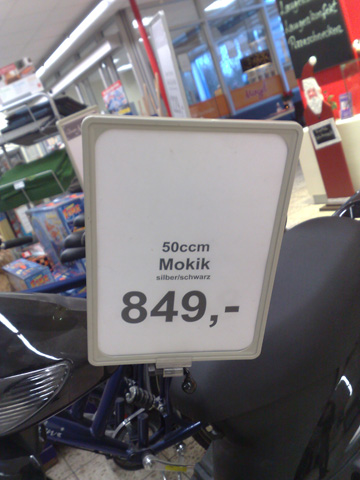 50ccm
Mokik
silber/schwarz
849,-